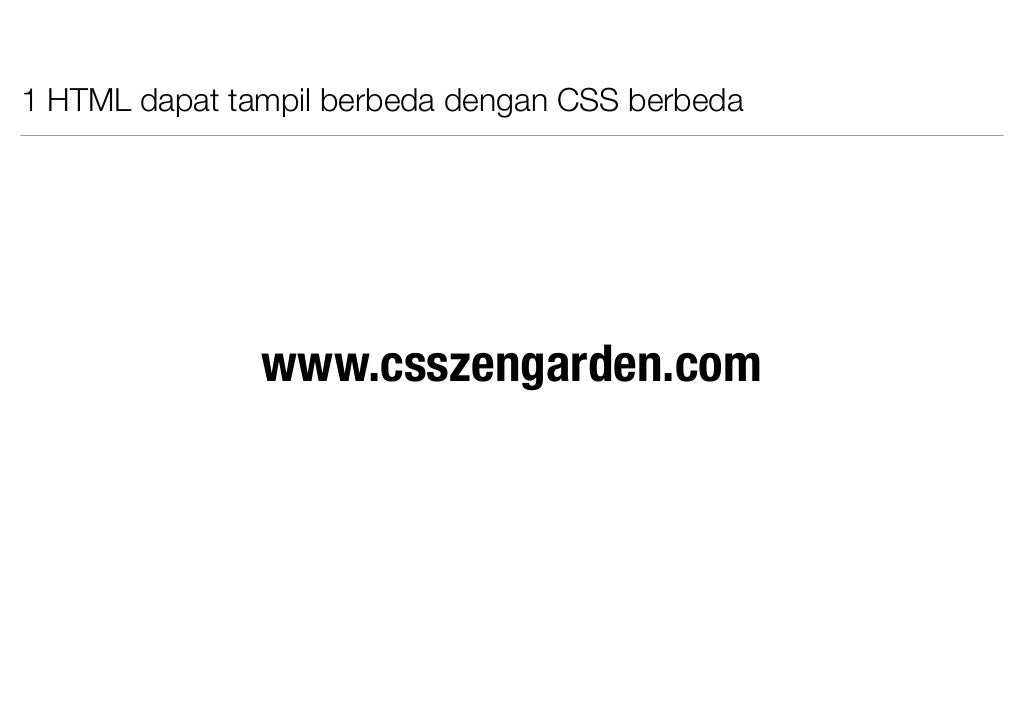 1 HTML dapat tampil berbeda dengan CSS berbeda
www.csszengarden.com